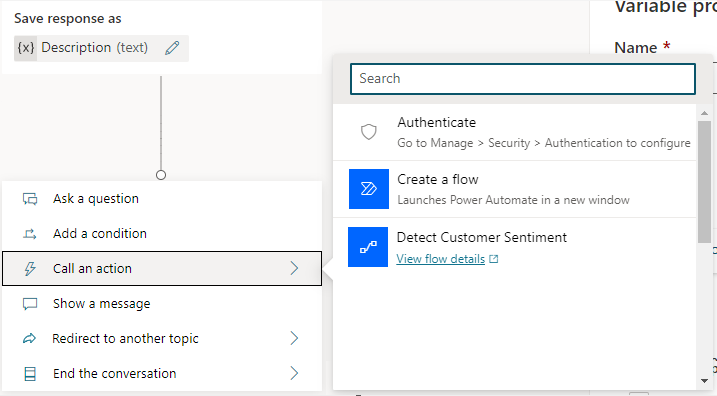 Save response as
{x} Description (text)
Variable pro
Name *
Search
Authenticate
Go to Manage > Security > Authentication to configure
Create a flow
Launches Power Automate in a new window
Detect Customer Sentiment
View flow details
Ask a question
Add a condition
Call an action
Show a message
Redirect to another topic
End the conversation